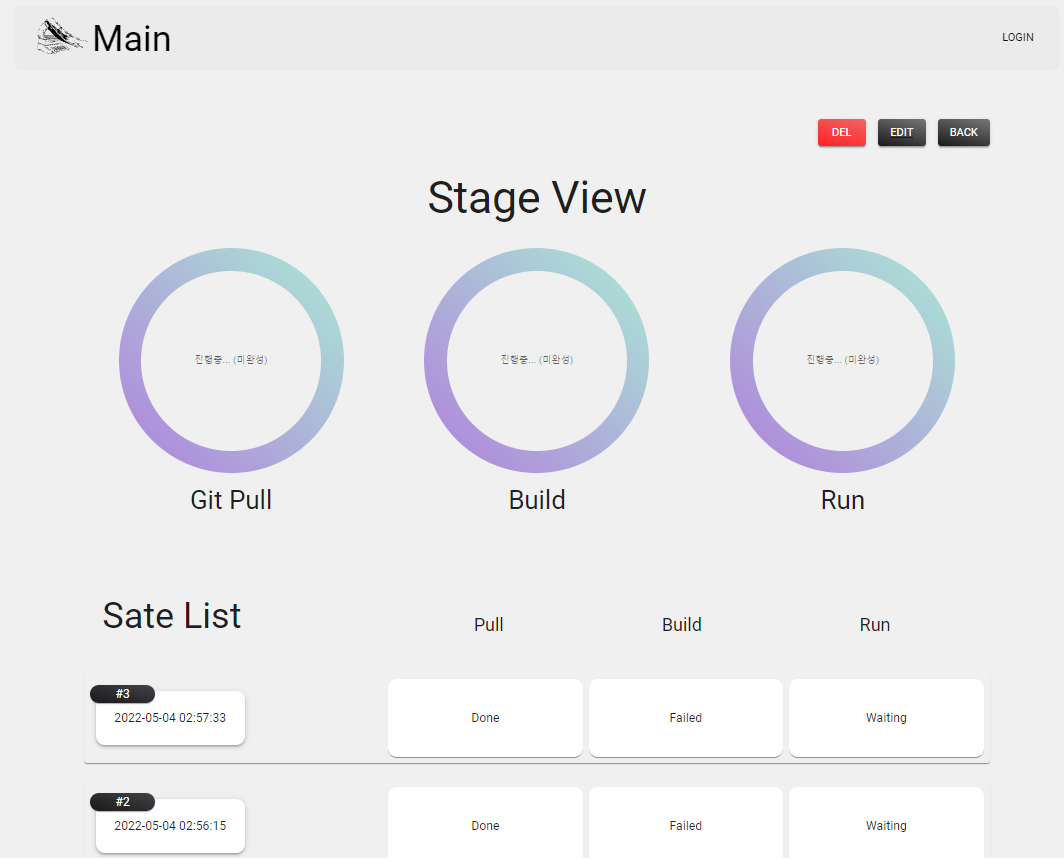 Main
LOGIN
DEL EDIT BACK
Stage View
진행중... (미완성) 진행중... (미완성) 진행중... (미완성)
Git Pull Build Run
Sate List Pull Build Run
#3
2022-05-04 02:57:33 Done Failed Waiting
#2
2022-05-04 02:56:15 Done Failed Waiting